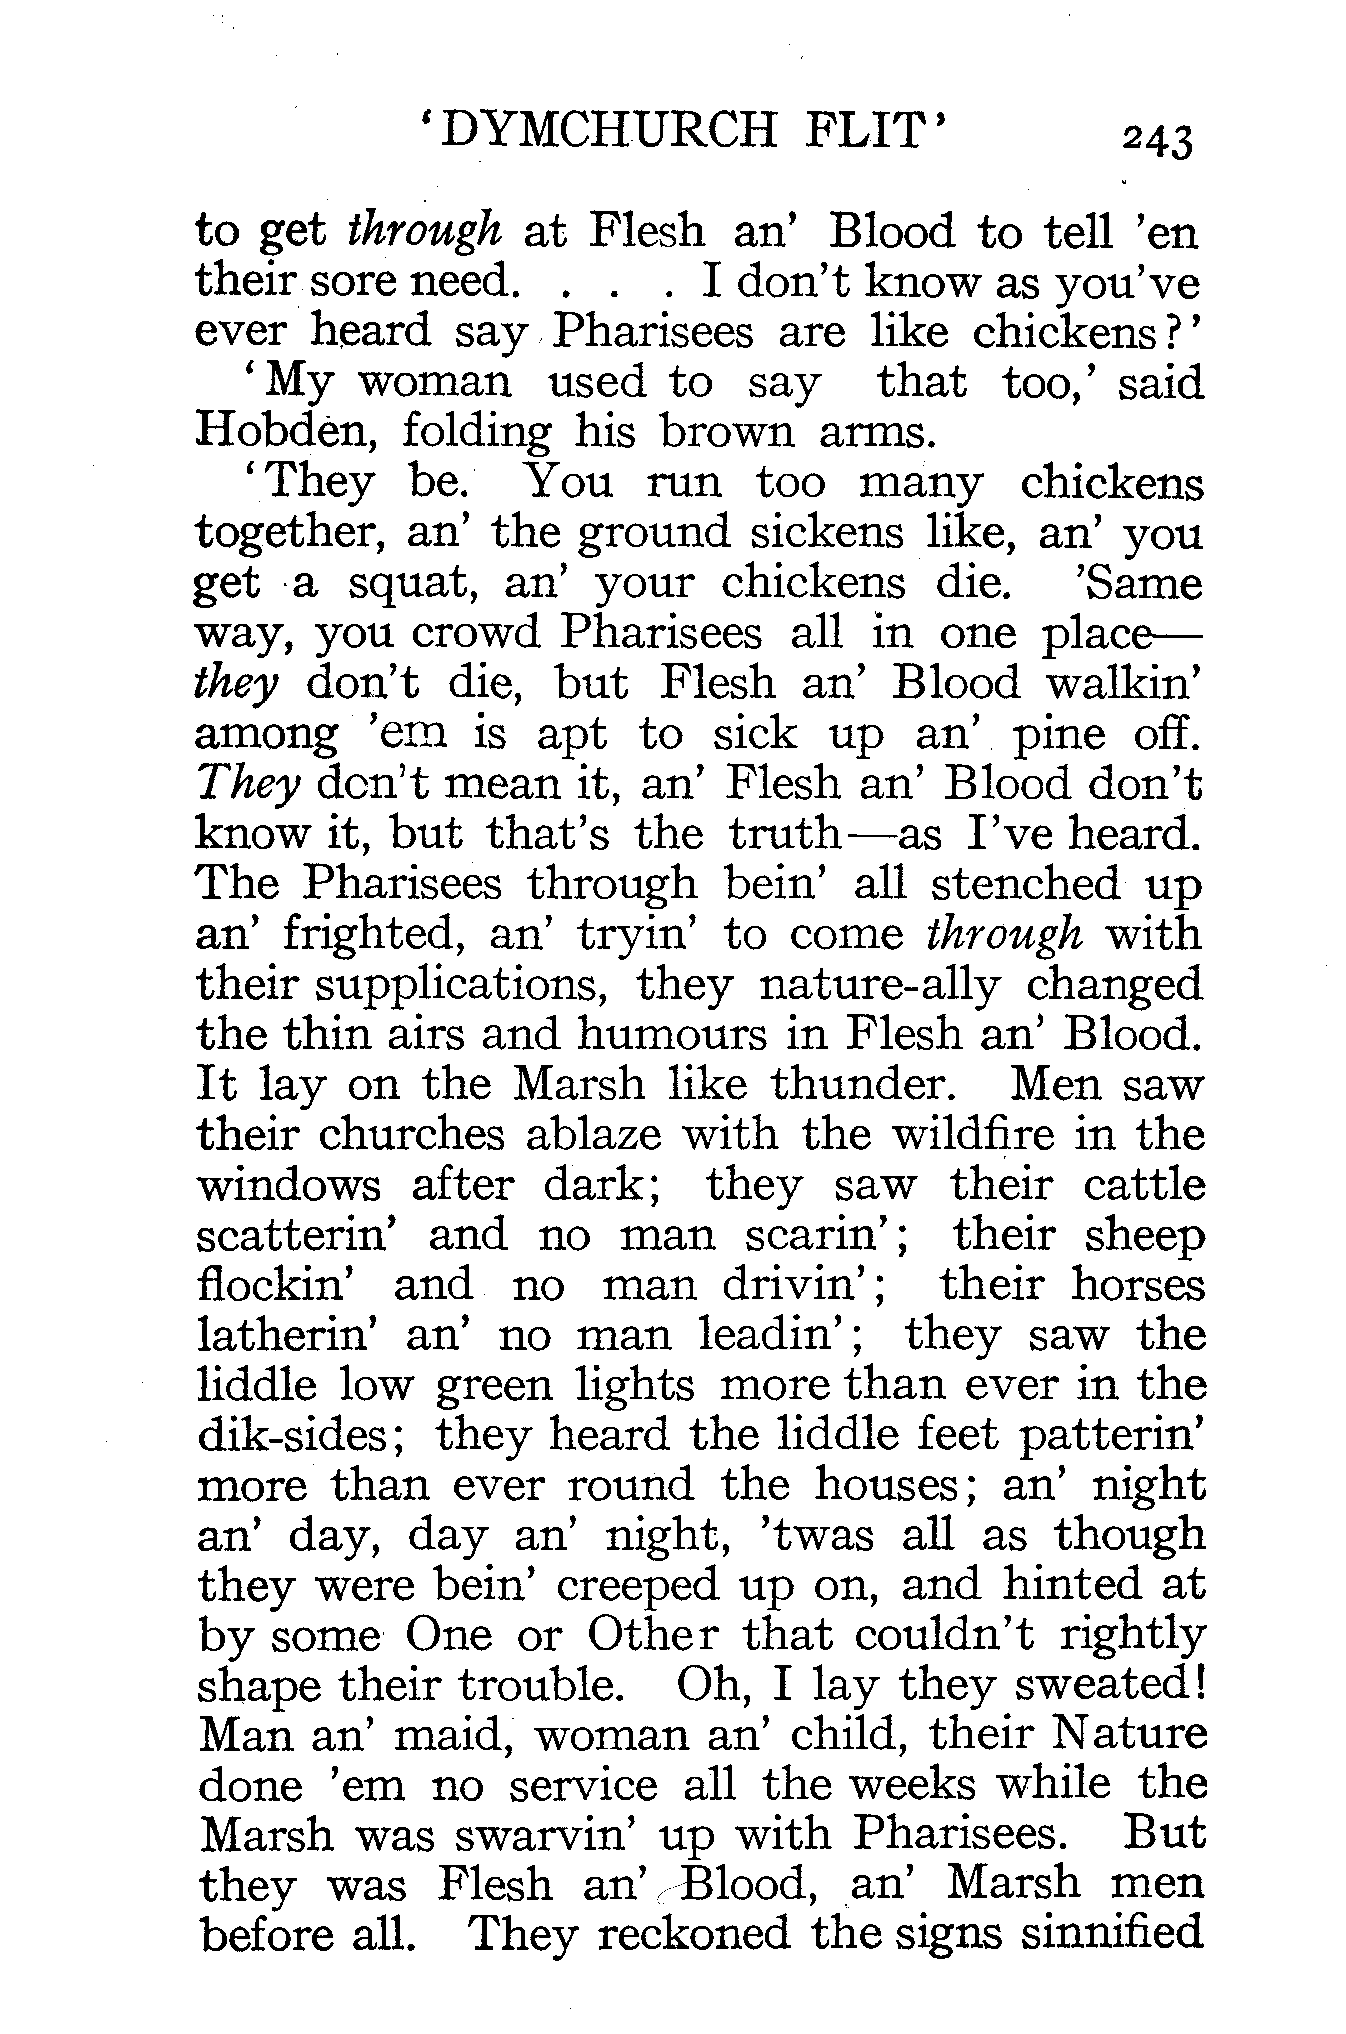 ‘DYMCHURCH FLIT’ 243
to get through at Flesh an’ Blood to tell ’en
their sore need. . . . I don’t know as you’ve
ever heard say Pharisees are like chickens?’
‘My woman used to say that too,’ said
Hobden, folding his brown arms.
‘They be. You run too many chickens
together, an’ the ground sickens like, an’ you
get a squat, an’ your chickens die. ’Same
way, you crowd Pharisees all in one place—
they don’t die, but Flesh an’ Blood walkin’
among ’em is apt to sick up an’ pine off.
They don’t mean it, an’ Flesh an’ Blood don’t
know it, but that’s the truth—as I’ve heard.
The Pharisees through bein’ all stenched up
an’ frighted, an’ tryin’ to come through with
their supplications, they nature-ally changed
the thin airs and humours in Flesh an’ Blood.
It lay on the Marsh like thunder. Men saw
their churches ablaze with the wildfire in the
windows after dark; they saw their cattle
scatterin’ and no man scarin’; their sheep
flockin’ and no man drivin’; their horses
latherin’ an’ no man leadin’; they saw the
liddle low green lights more than ever in the
dik-sides; they heard the liddle feet patterin’
more than ever round the houses; an’ night
an’ day, day an’ night, ’twas all as though
they were bein’ creeped up on, and hinted at
by some One or Other that couldn’t rightly
shape their trouble. Oh, I lay they sweated!
Man an’ maid, woman an’ child, their Nature
done ’em no service all the weeks while the
Marsh was swarvin’ up with Pharisees. But
they was Flesh an’ Blood, an’ Marsh men
before all. They reckoned the signs sinnified